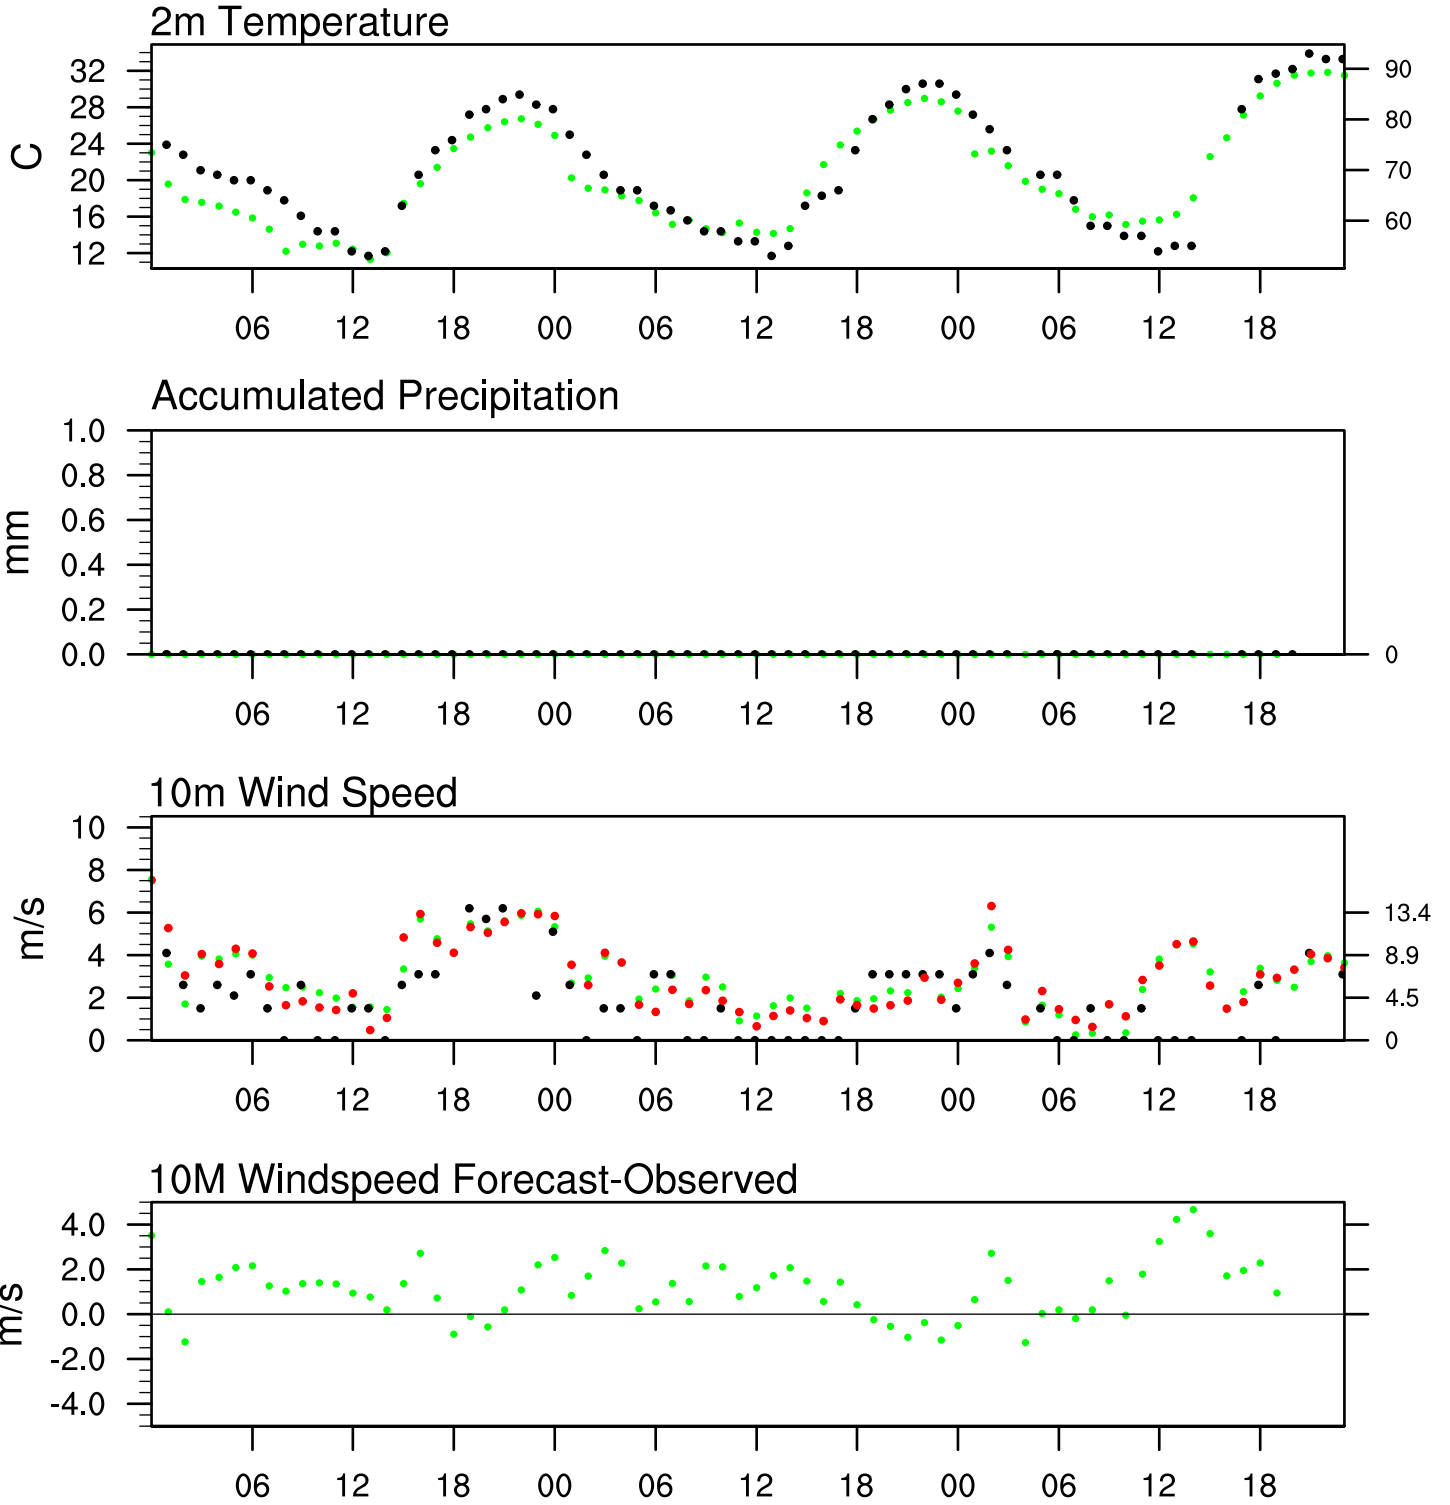 2m Temperature
32
28
24
20
16
12
C
90
80
70
60
06 12 18 00 06 12 18 00 06 12 18
Accumulated Precipitation
1.0
0.8
0.6
0.4
0.2
0.0
mm
0
06 12 18 00 06 12 18 00 06 12 18
10m Wind Speed
10
8
6
4
2
0
m/s
13.4
8.9
4.5
0
06 12 18 00 06 12 18 00 06 12 18
10M Windspeed Forecast-Observed
4.0
2.0
0.0
-2.0
-4.0
m/s
06 12 18 00 06 12 18 00 06 12 18